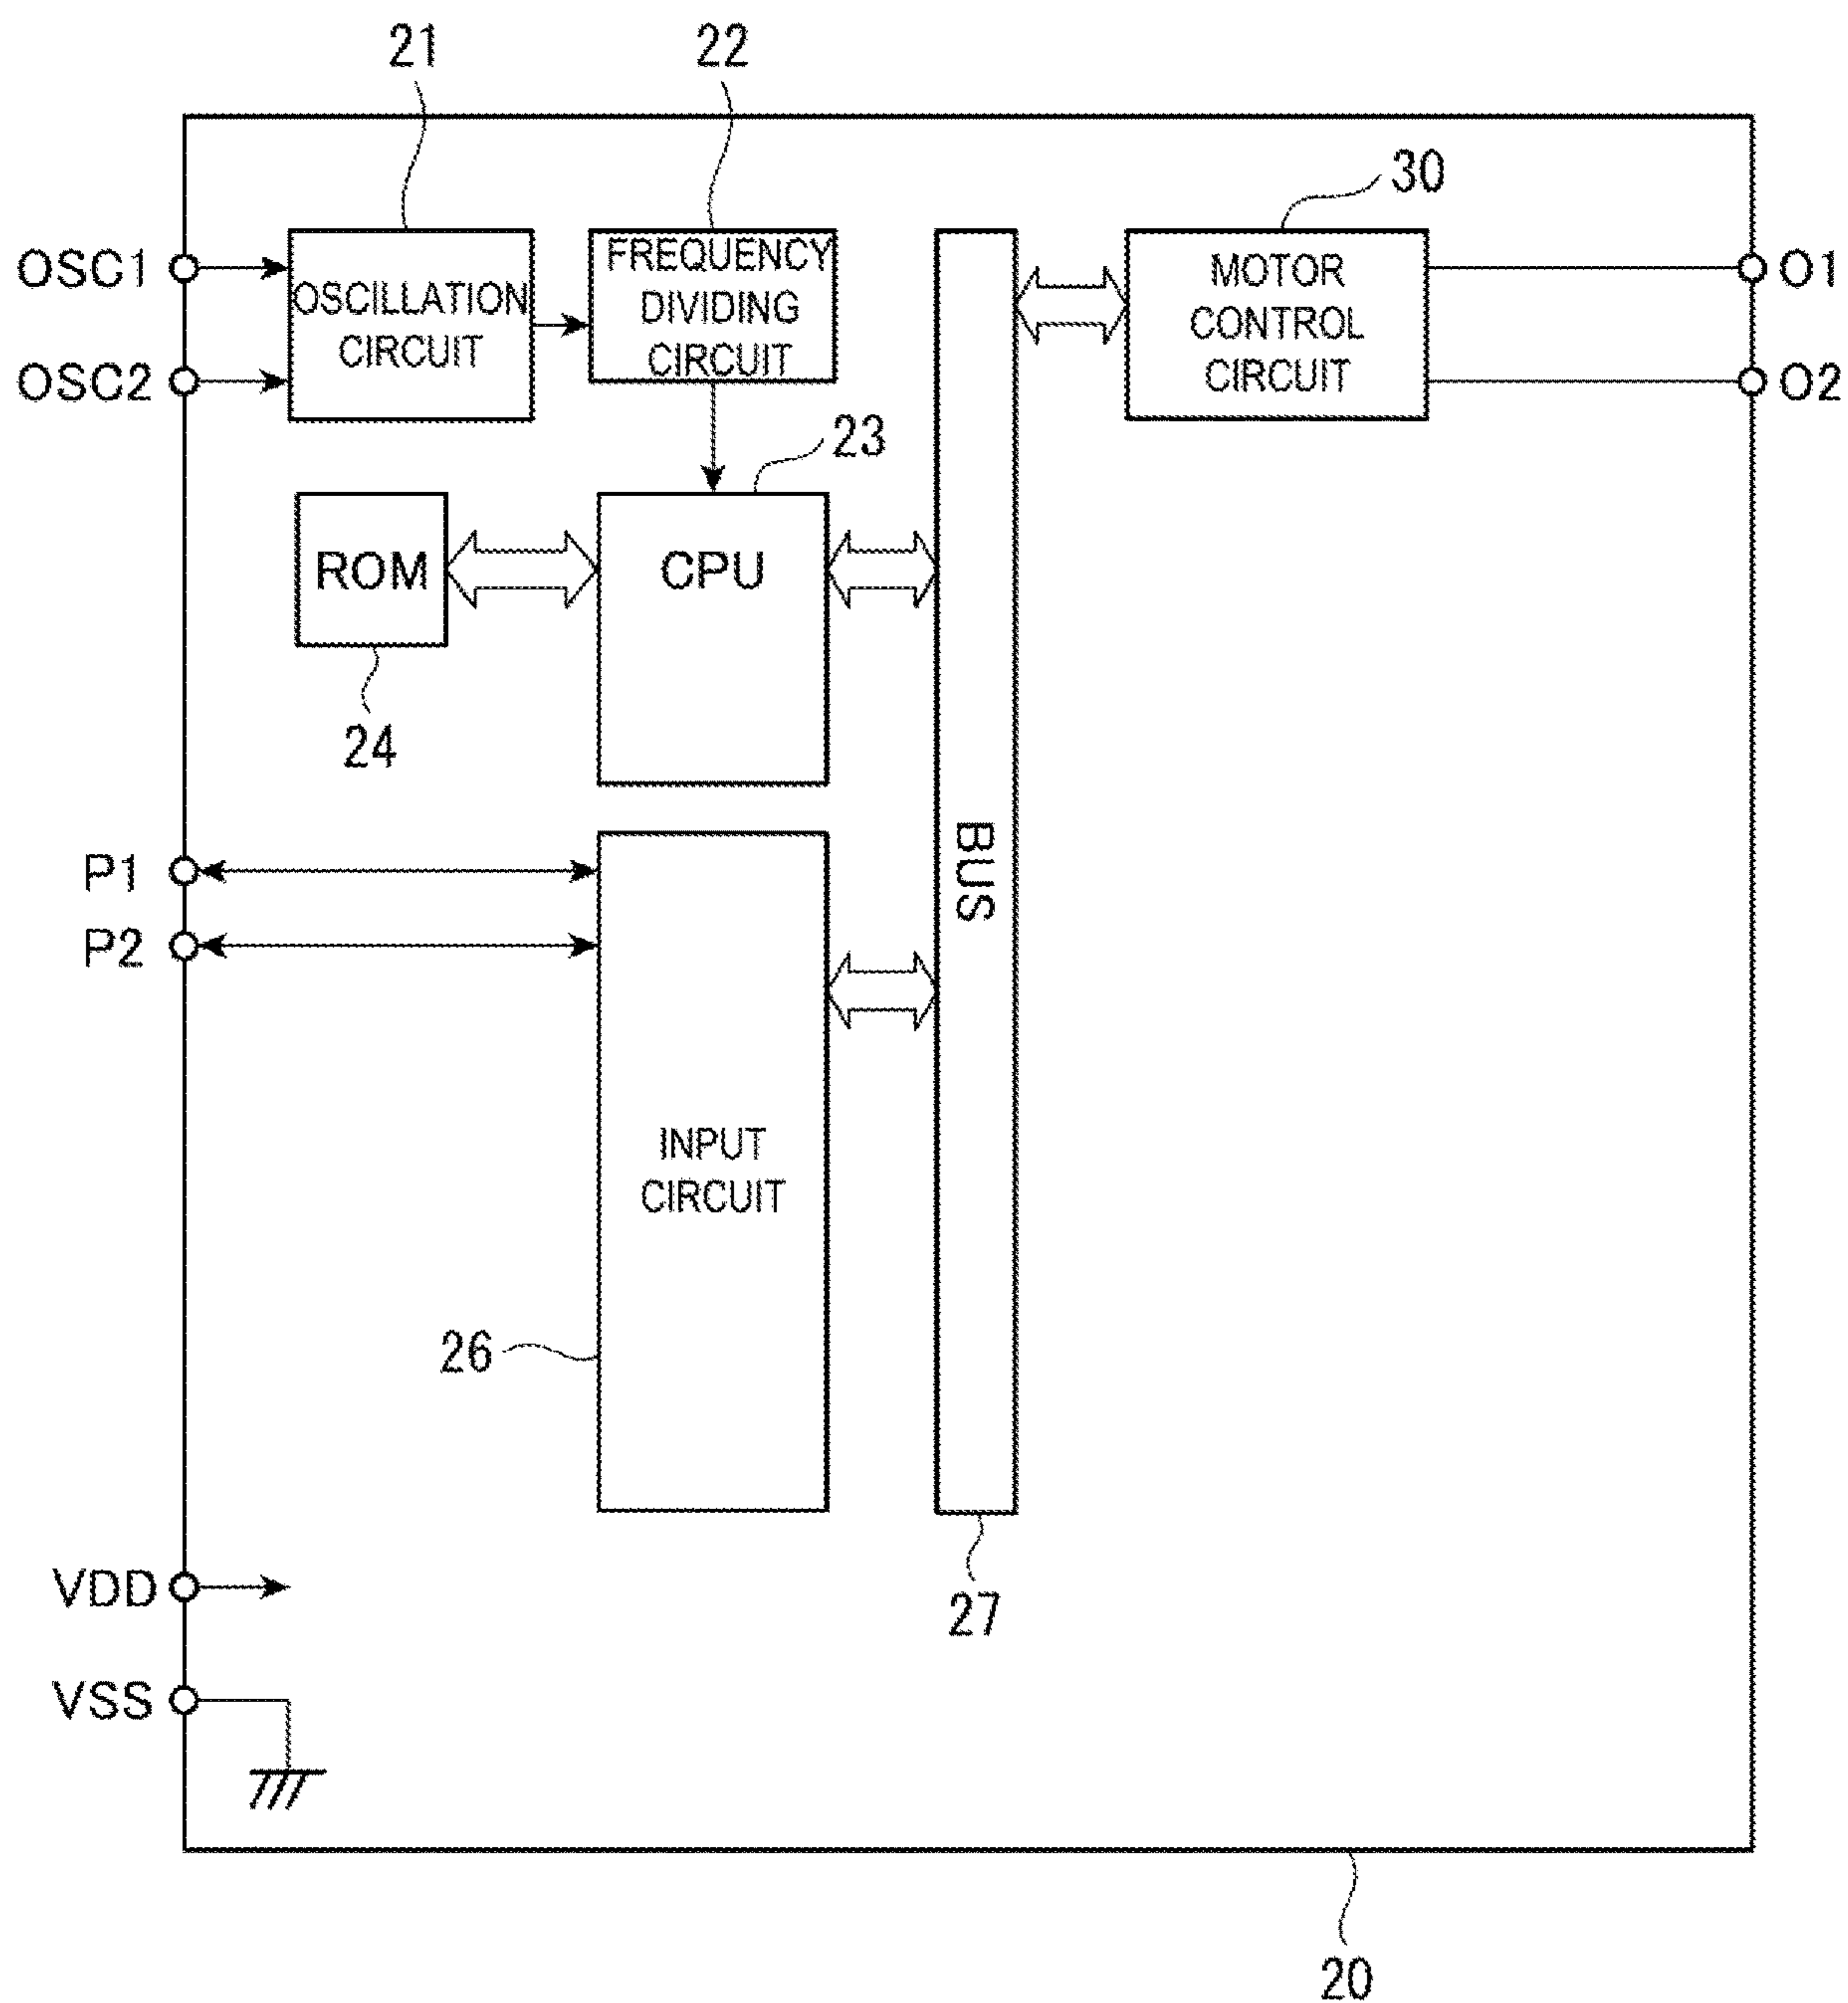 21
22
30
OSC1
OSCILLATION
CIRCUIT
FREQUENCY
DIVIDING
CIRCUIT
MOTOR
CONTROL
CIRCUIT
O1
OSC2
O2
23
ROM
CPU
24
BUS
P1
P2
INPUT
CIRCUIT
26
VDD
27
VSS
20